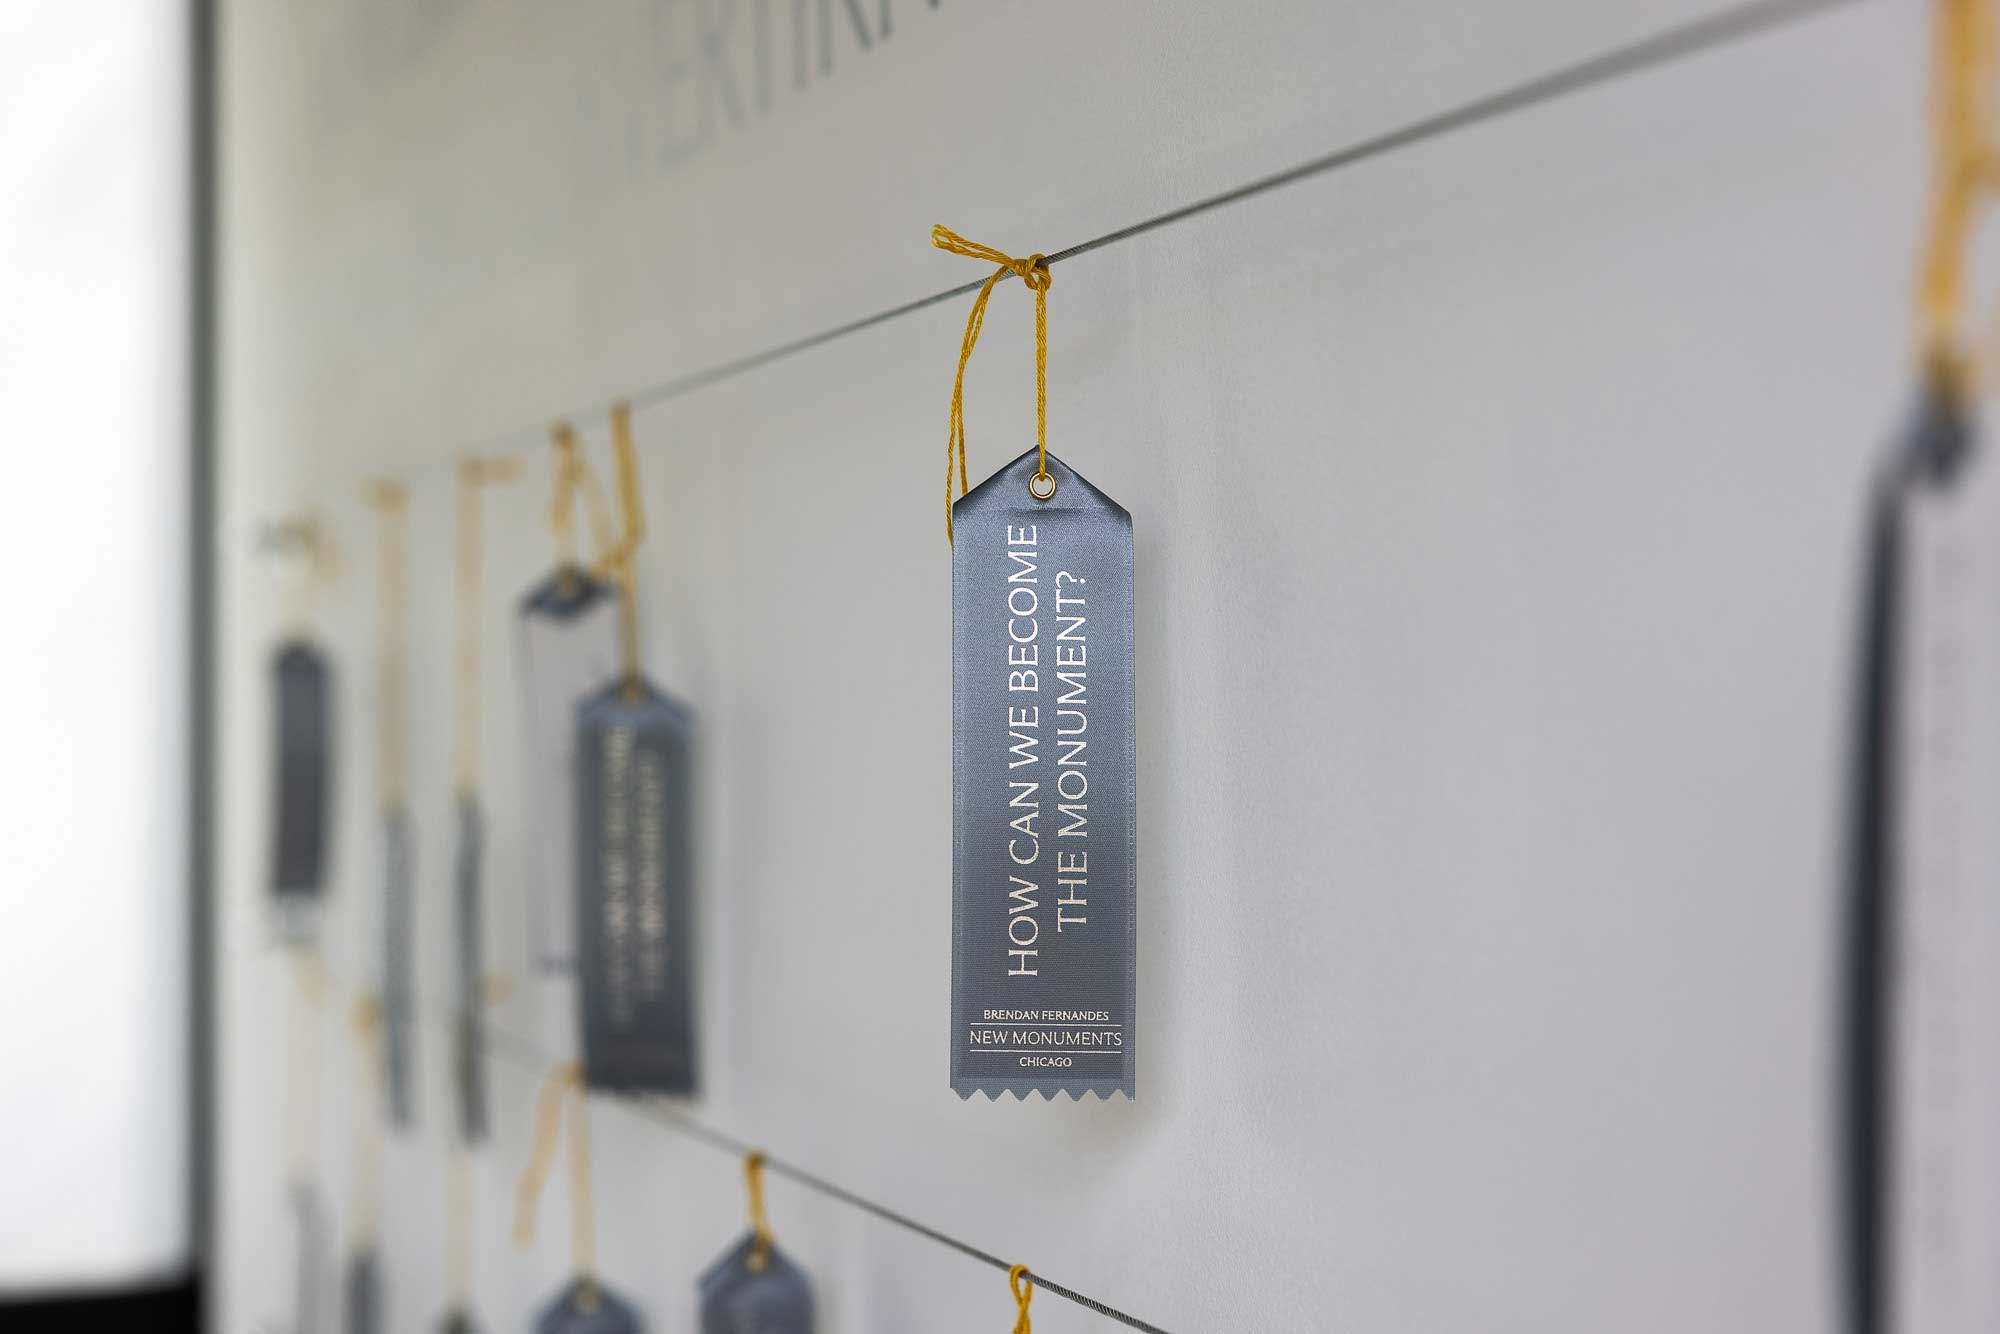 HOW CAN WE BECOME
THE MONUMENT?
BRENDAN FERNANDES
NEW MONUMENTS
CHICAGO